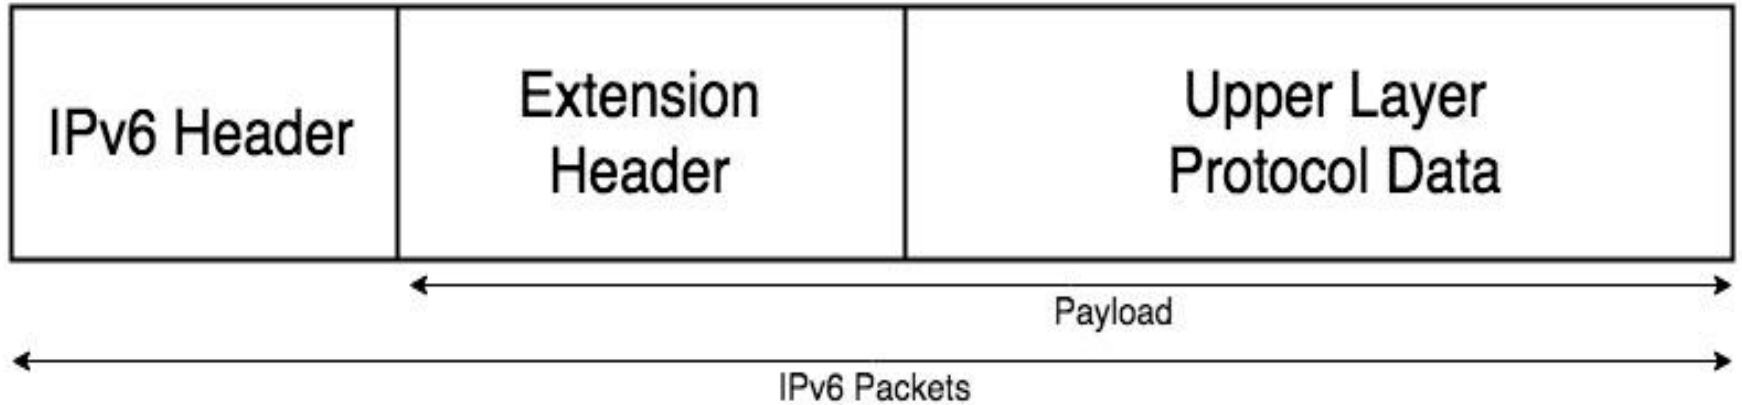 IPv6 Header
Extension
Header
Upper Layer
Protocol Data
Payload
IPv6 Packets